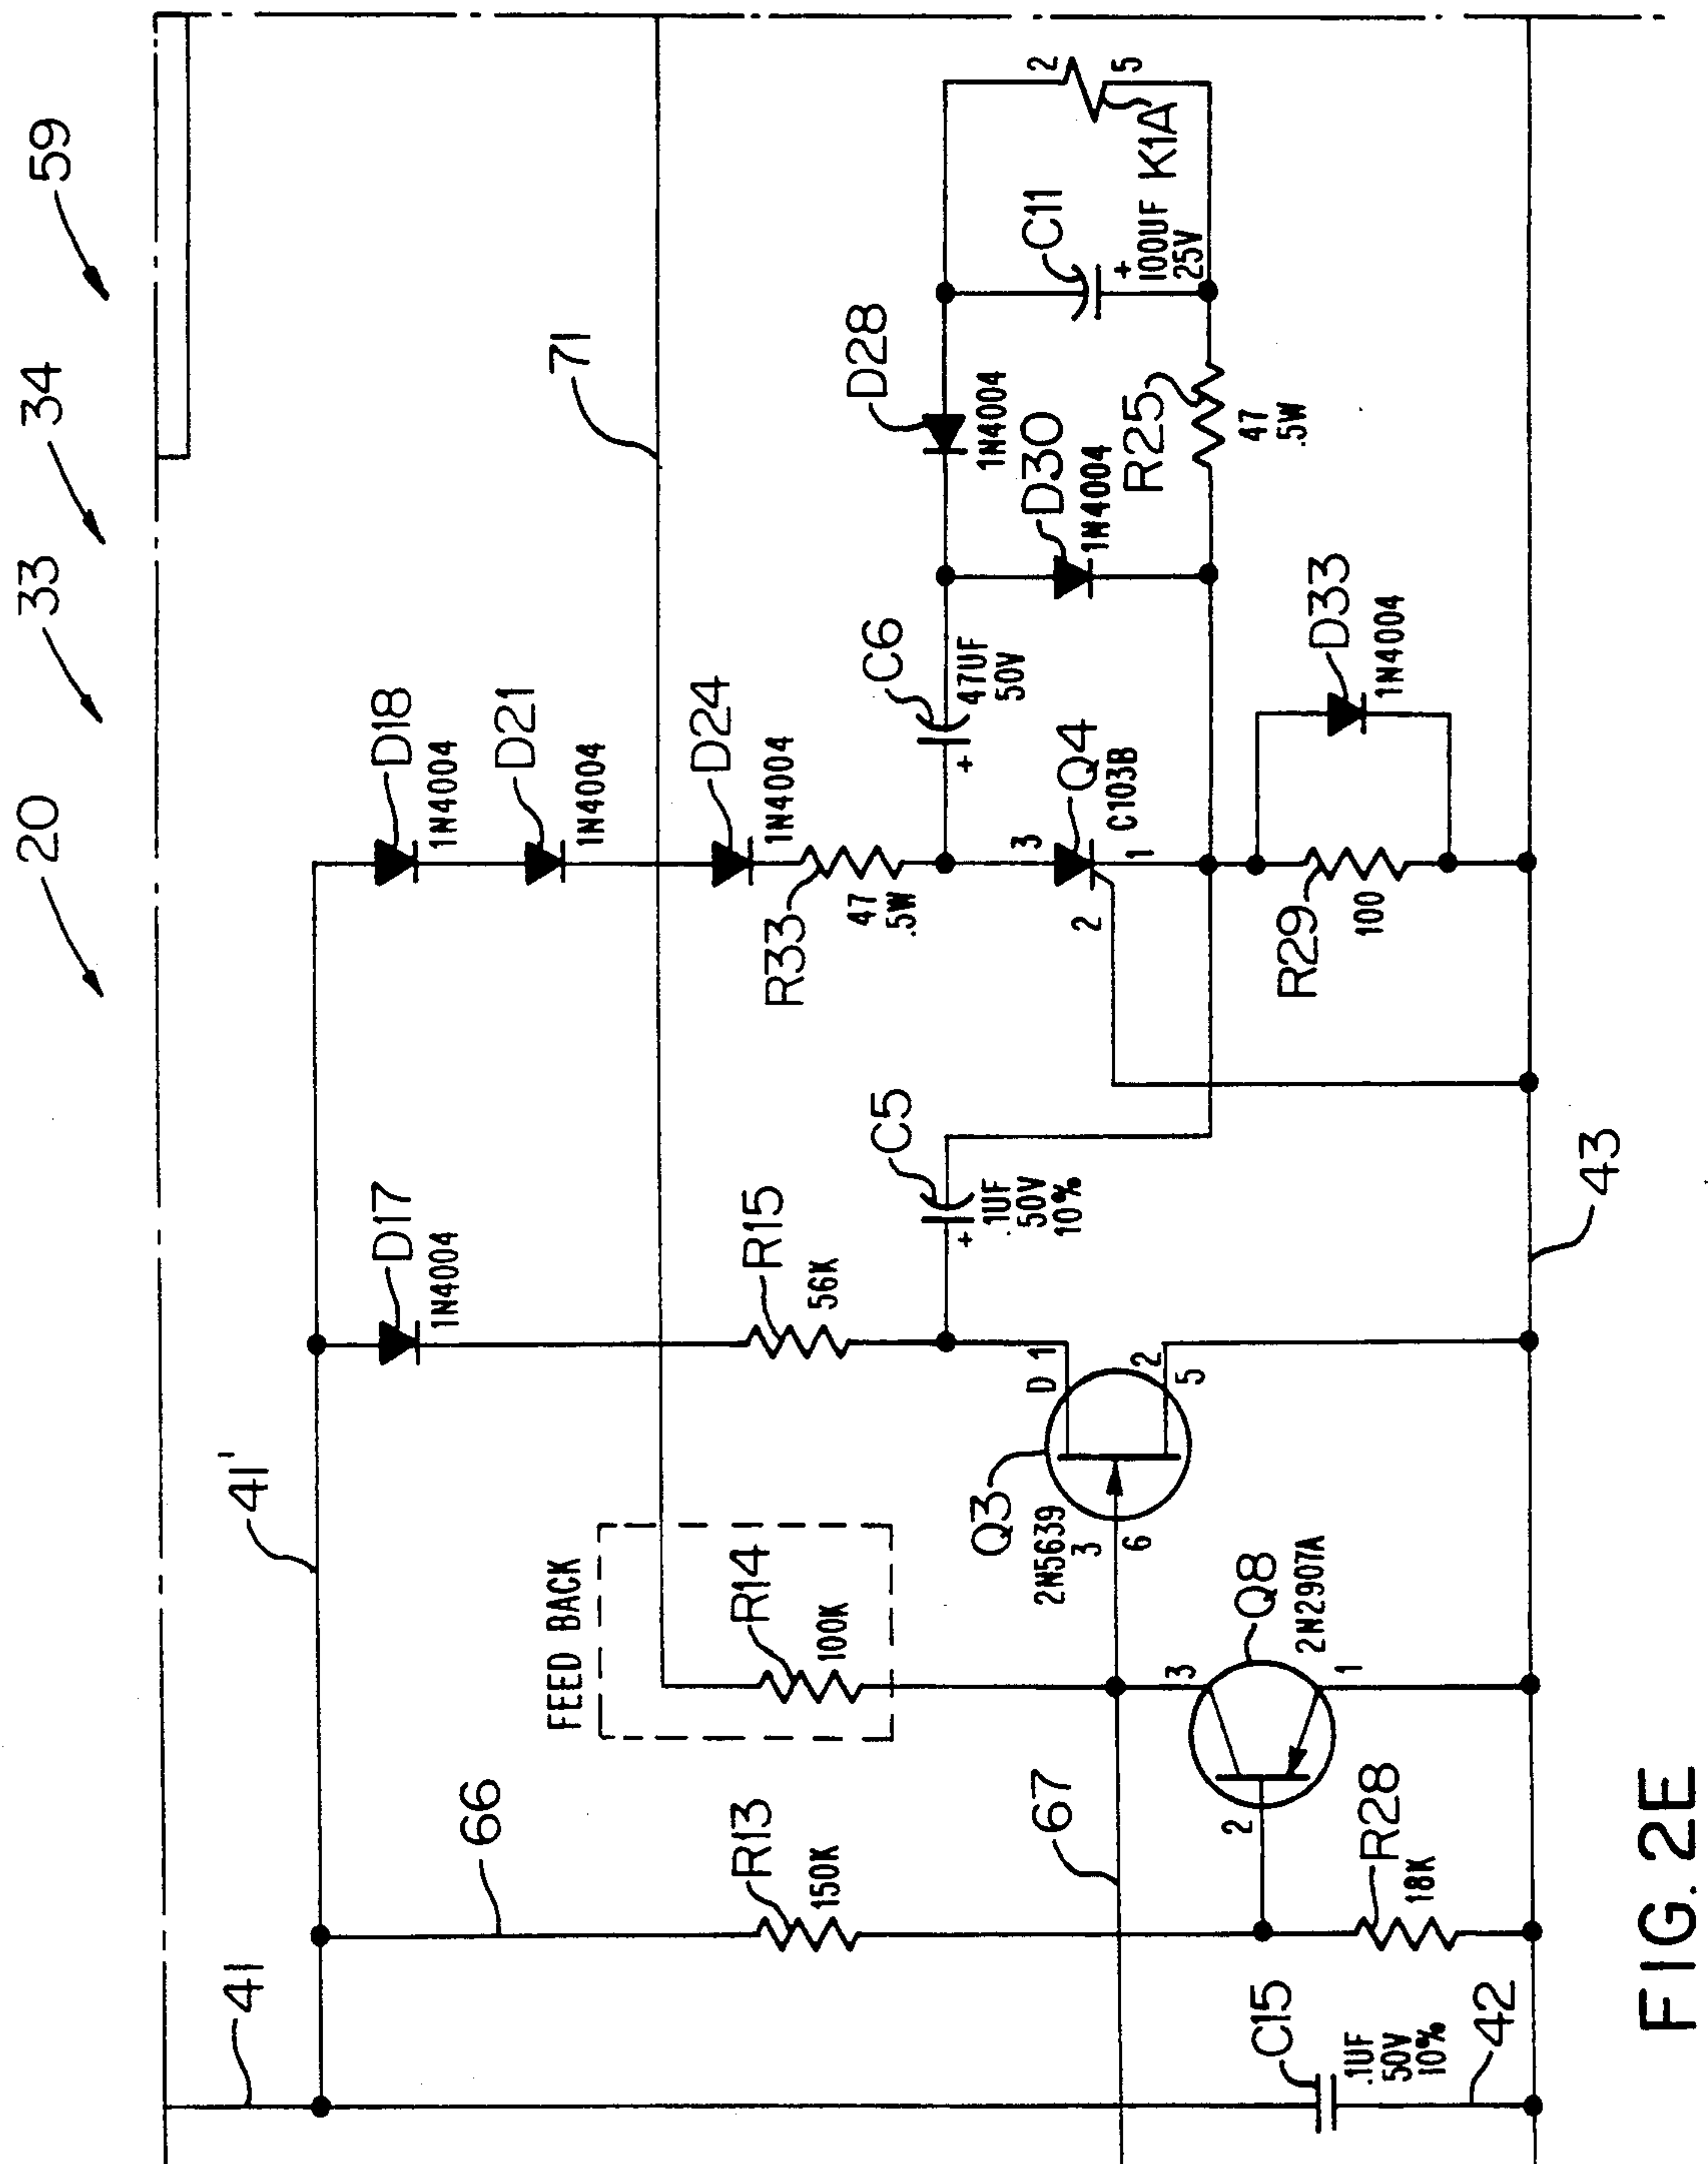 20
33
34
59
41
41'
66
D17
1N4004
D18
1N4004
D21
1N4004
71
FEED BACK
R14
100K
R13
150K
R15
56K
D24
1N4004
R33
47
.5W
C5
+
.1UF
50V
10%
C6
+
47UF
50V
D28
1N4004
D30
1N4004
C11
+
100UF
25V
2
5
K1A
R25
47
.5W
Q3
2N5639
3
6
D
1
2
5
Q4
C103B
3
1
2
67
Q8
2N2907A
3
2
1
R28
18K
R29
100
D33
1N4004
C15
.1UF
50V
10%
42
43
FIG. 2E